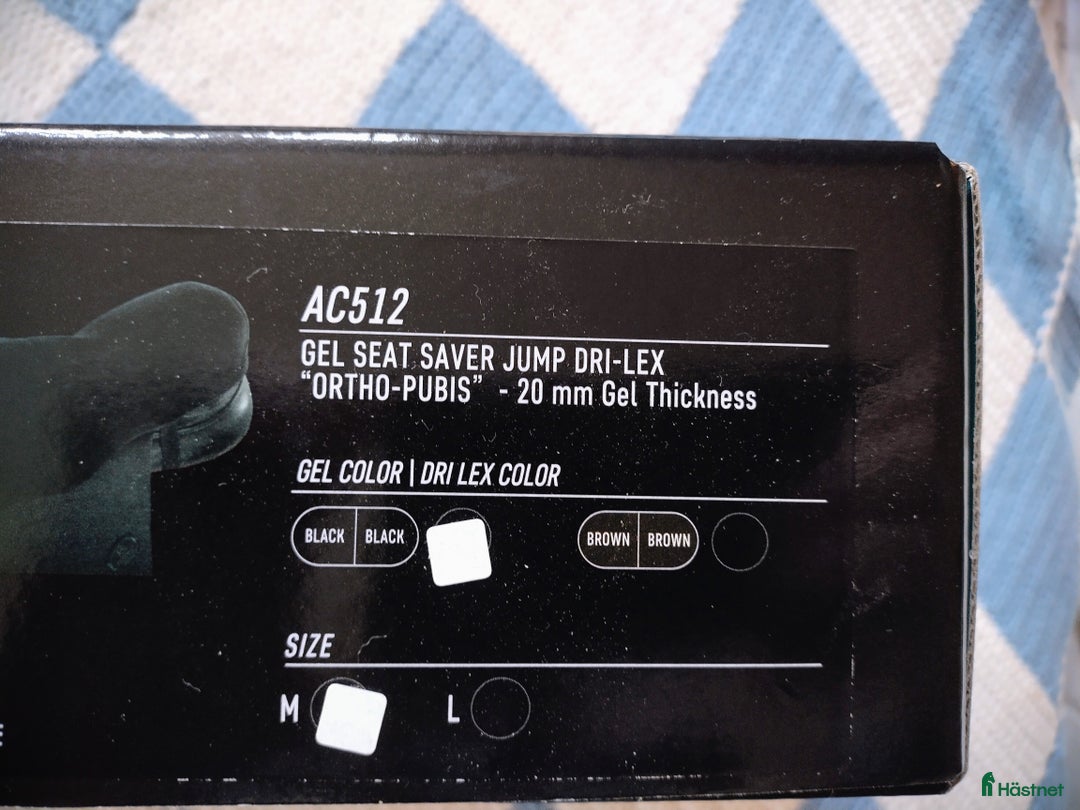 AC512
GEL SEAT SAVER JUMP DRI-LEX
“ORTHO-PUBIS” - 20 mm Gel Thickness
GEL COLOR | DRI LEX COLOR
BLACK BLACK BROWN BROWN
SIZE
M L
E
Hästnet